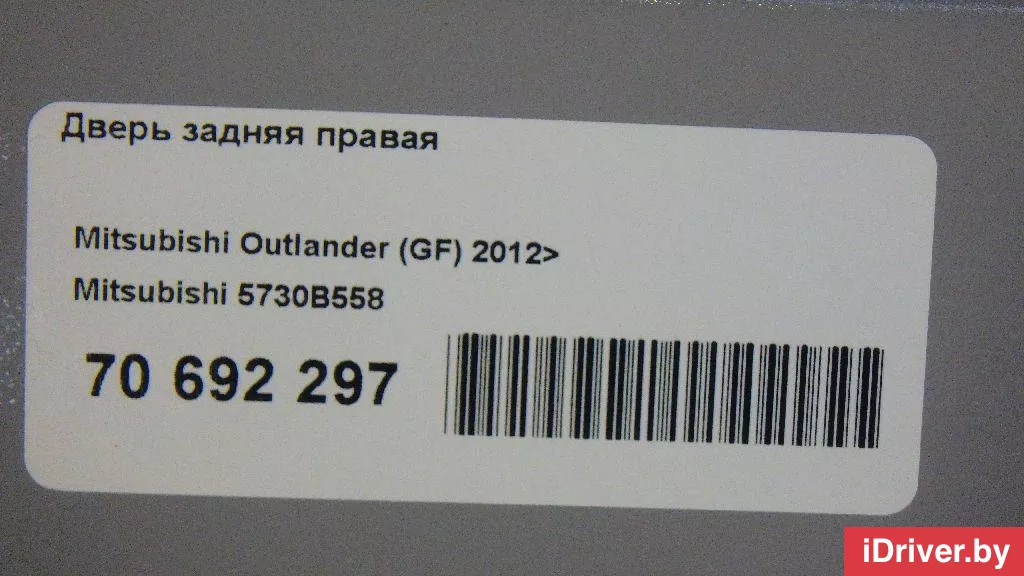 Дверь задняя правая
Mitsubishi Outlander (GF) 2012>
Mitsubishi 5730B558
70 692 297
iDriver.by